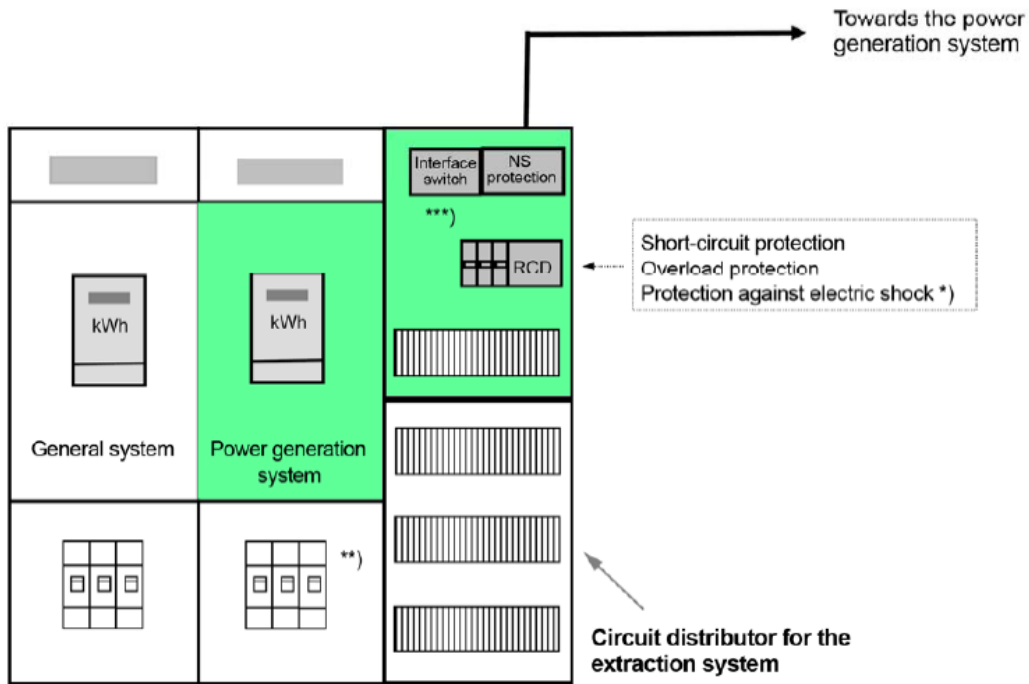 Towards the power
generation system
Interface
switch
NS
protection
***)
RCD
Short-circuit protection
Overload protection
Protection against electric shock *)
kWh
kWh
General system
Power generation
system
**)
Circuit distributor for the
extraction system